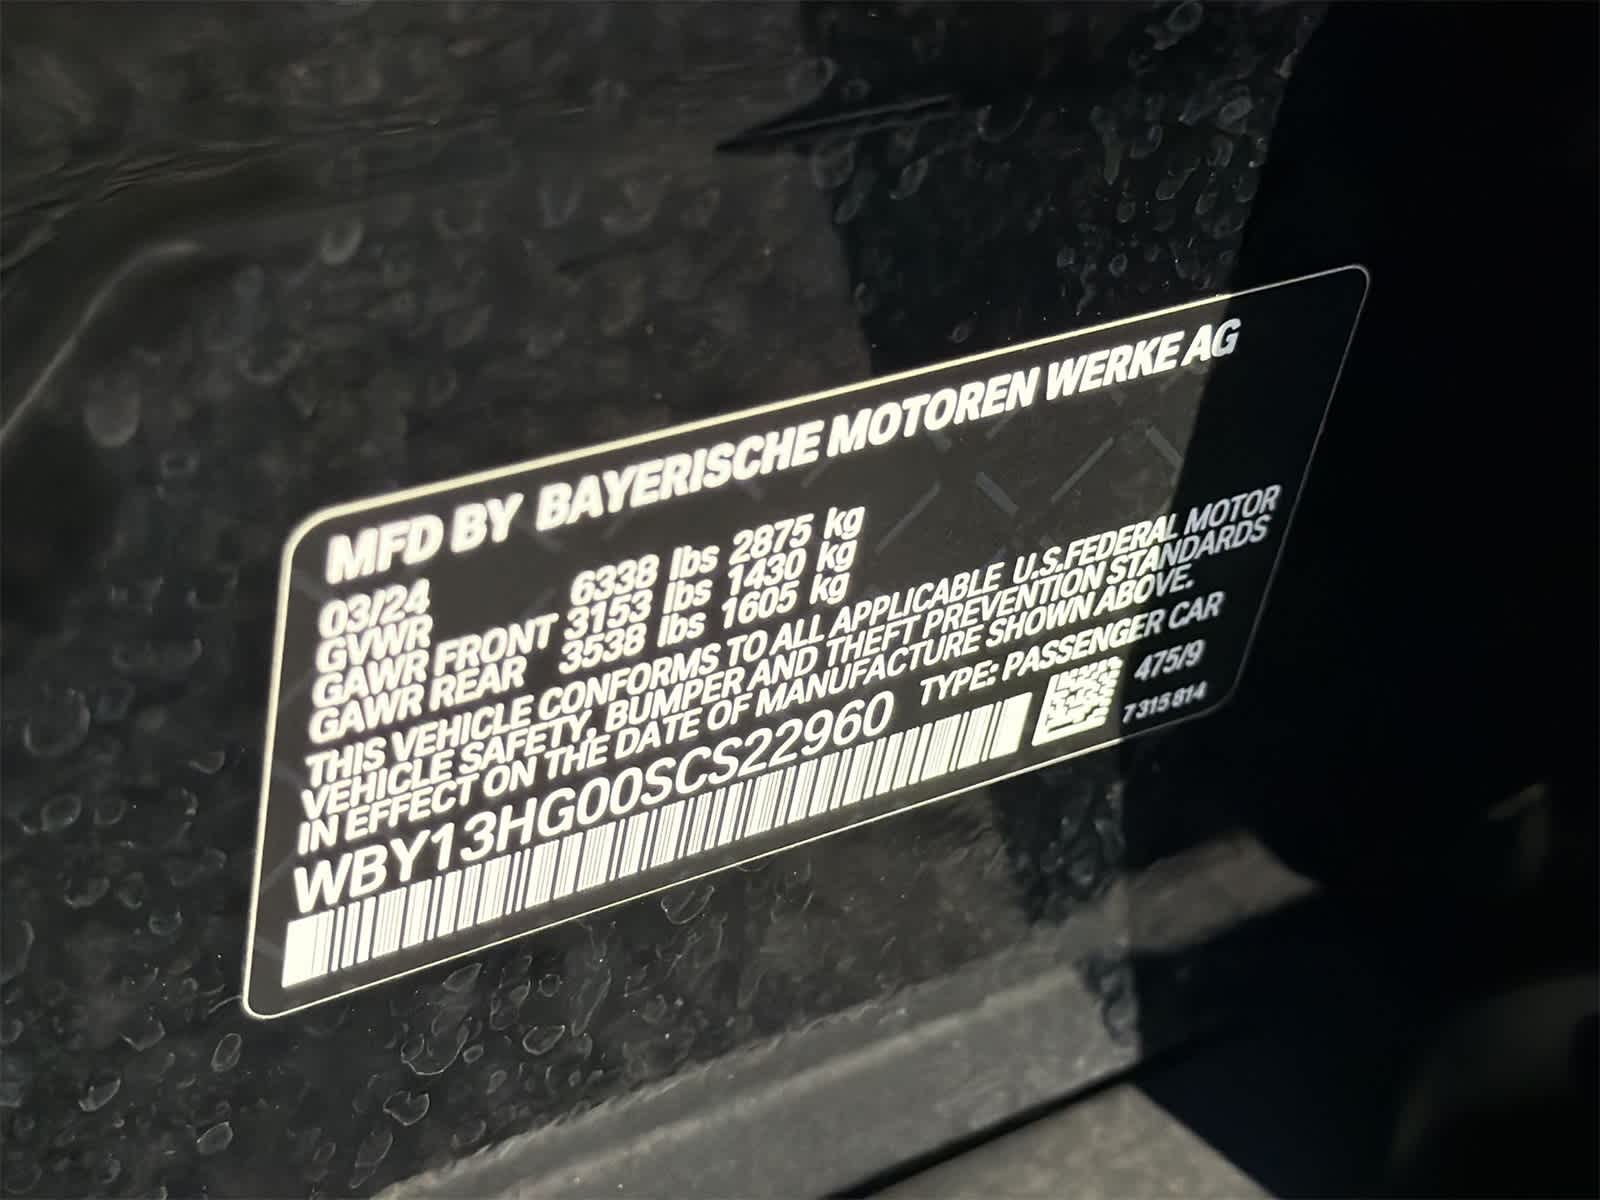 MFD BY BAYERISCHE MOTOREN WERKE AG
03/24
GVWR 6338 lbs 2875 kg
GAWR FRONT 3153 lbs 1430 kg
GAWR REAR 3538 lbs 1605 kg
THIS VEHICLE CONFORMS TO ALL APPLICABLE U.S.FEDERAL MOTOR
VEHICLE SAFETY, BUMPER AND THEFT PREVENTION STANDARDS
IN EFFECT ON THE DATE OF MANUFACTURE SHOWN ABOVE.
WBY13HG00SCS22960 TYPE: PASSENGER CAR
475/9
7 315 814